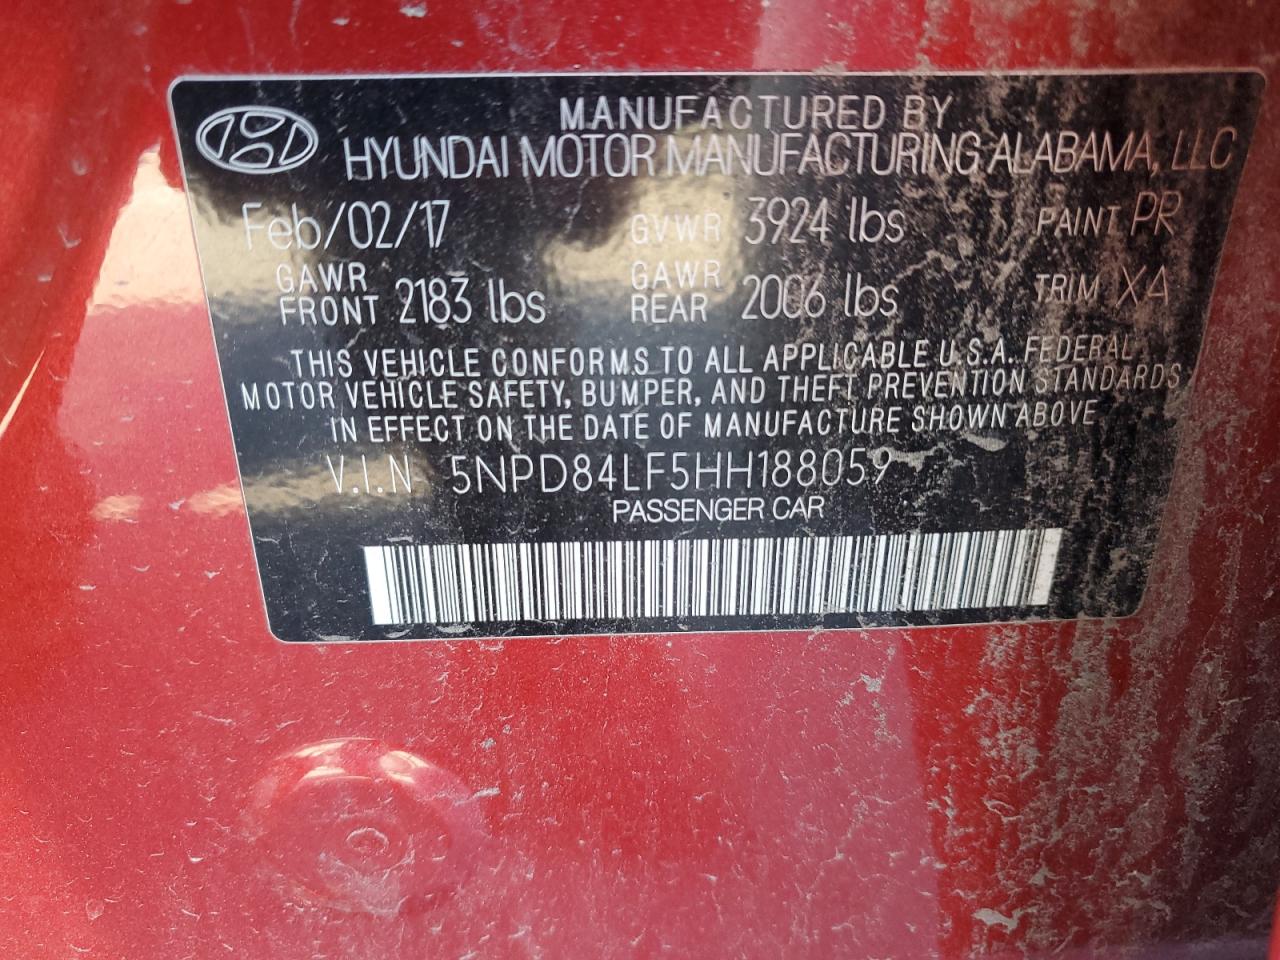 MANUFACTURED BY
HYUNDAI MOTOR MANUFACTURING ALABAMA, LLC
Feb/02/17 GVWR 3924 lbs PAINT PR
GAWR FRONT 2183 lbs GAWR REAR 2006 lbs TRIM XA
THIS VEHICLE CONFORMS TO ALL APPLICABLE U.S.A. FEDERAL
MOTOR VEHICLE SAFETY, BUMPER, AND THEFT PREVENTION STANDARDS
IN EFFECT ON THE DATE OF MANUFACTURE SHOWN ABOVE
V.I.N 5NPD84LF5HH188059
PASSENGER CAR